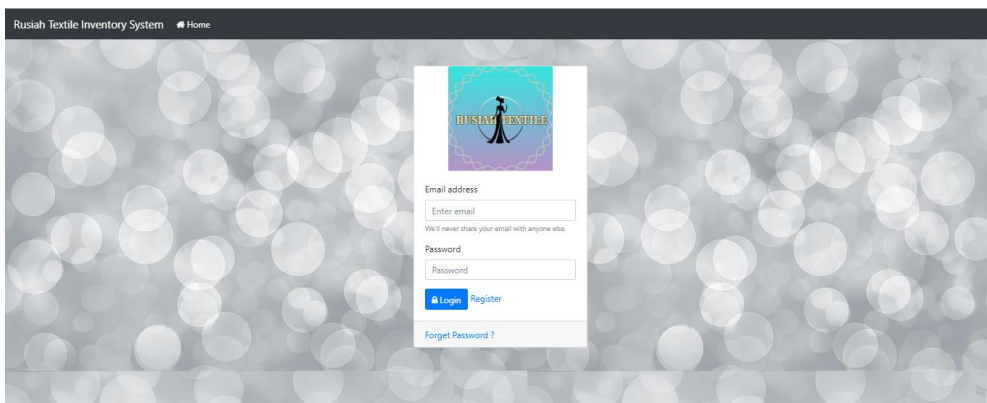 Rusiah Textile Inventory System Home
RUSIAH TEXTILE
Email address
Enter email
We'll never share your email with anyone else.
Password
Password
Login Register
Forget Password ?